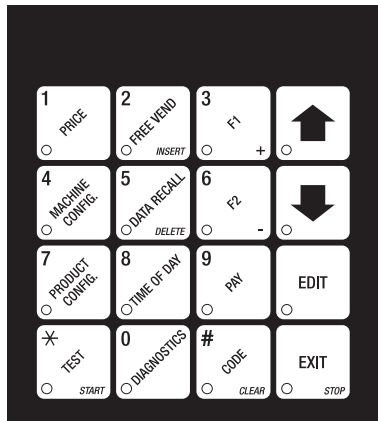 1
PRICE
2
FREE VEND
INSERT
3
F1
+
4
MACHINE
CONFIG.
5
DATA RECALL
DELETE
6
F2
-
7
PRODUCT
CONFIG.
8
TIME OF DAY
9
PAY
EDIT
*
TEST
START
0
DIAGNOSTICS
#
CODE
CLEAR
EXIT
STOP